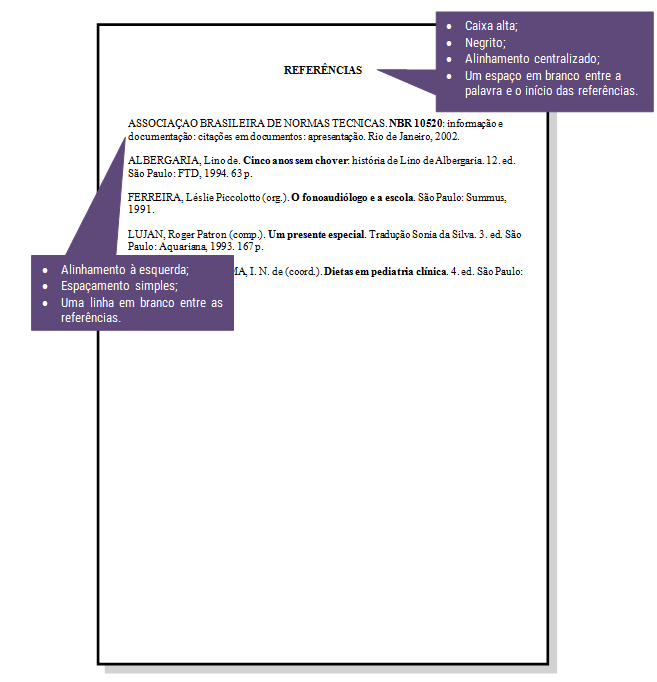 • Caixa alta;
• Negrito;
• Alinhamento centralizado;
• Um espaço em branco entre a
palavra e o início das referências.
REFERÊNCIAS
ASSOCIAÇAO BRASILEIRA DE NORMAS TECNICAS. NBR 10520: informação e
documentação: citações em documentos: apresentação. Rio de Janeiro, 2002.
ALBERGARIA, Lino de. Cinco anos sem chover: história de Lino de Albergaria. 12. ed.
São Paulo: FTD, 1994. 63 p.
FERREIRA, Léslie Piccolotto (org.). O fonoaudiólogo e a escola. São Paulo: Summus,
1991.
LUJAN, Roger Patron (comp.). Um presente especial. Tradução Sonia da Silva. 3. ed. São
Paulo: Aquariana, 1993. 167 p.
MA, I. N. de (coord.). Dietas em pediatria clínica. 4. ed. São Paulo:
• Alinhamento à esquerda;
• Espaçamento simples;
• Uma linha em branco entre as
referências.